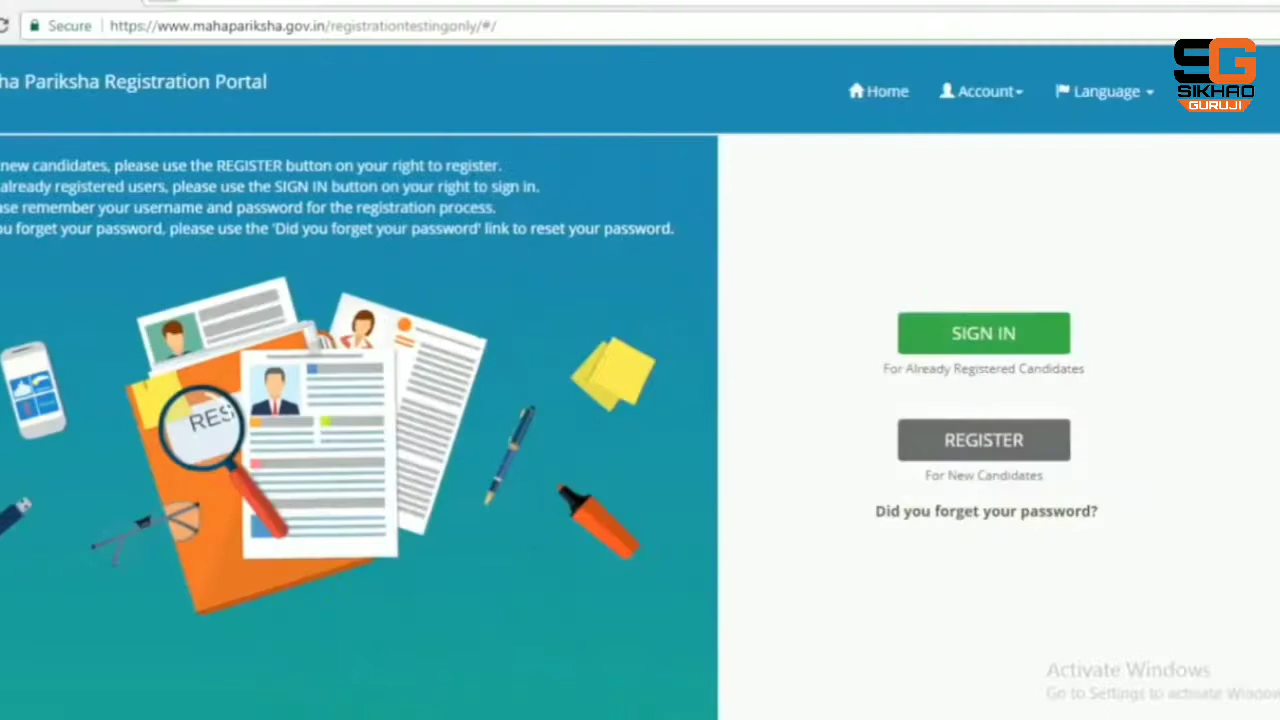 Secure https://www.mahapariksha.gov.in/registrationtestingonly/#/
ha Pariksha Registration Portal
Home Account Language
SG
SIKHAO
GURUJI
new candidates, please use the REGISTER button on your right to register.
already registered users, please use the SIGN IN button on your right to sign in.
ase remember your username and password for the registration process.
ou forget your password, please use the 'Did you forget your password' link to reset your password.
RES
SIGN IN
For Already Registered Candidates
REGISTER
For New Candidates
Did you forget your password?
Activate Windows
Go to Settings to activate Window